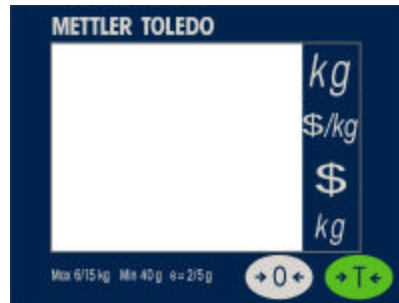 METTLER TOLEDO
kg
$/kg
$
kg
Max 6/15 kg Min 40 g e = 2/5 g
→0←
→T←